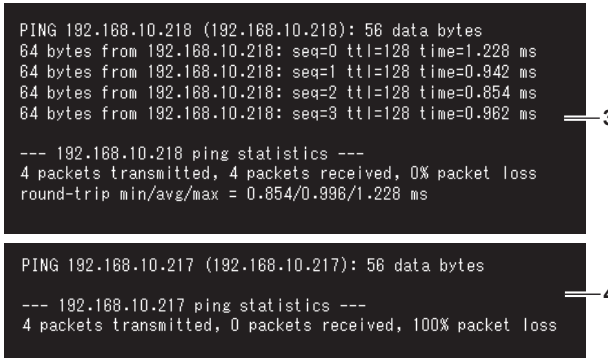 PING 192.168.10.218 (192.168.10.218): 56 data bytes
64 bytes from 192.168.10.218: seq=0 ttl=128 time=1.228 ms
64 bytes from 192.168.10.218: seq=1 ttl=128 time=0.942 ms
64 bytes from 192.168.10.218: seq=2 ttl=128 time=0.854 ms
64 bytes from 192.168.10.218: seq=3 ttl=128 time=0.962 ms
3
--- 192.168.10.218 ping statistics ---
4 packets transmitted, 4 packets received, 0% packet loss
round-trip min/avg/max = 0.854/0.996/1.228 ms
PING 192.168.10.217 (192.168.10.217): 56 data bytes
4
--- 192.168.10.217 ping statistics ---
4 packets transmitted, 0 packets received, 100% packet loss